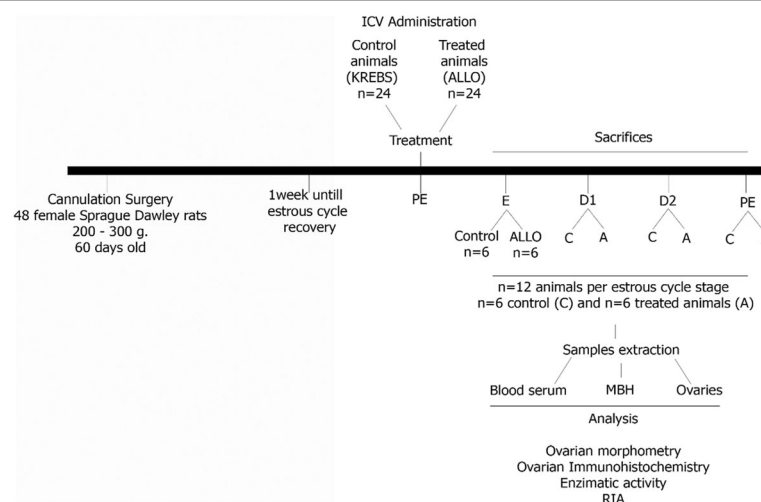 ICV Administration
Control
animals
(KREBS)
n=24
Treated
animals
(ALLO)
n=24
Treatment
Sacrifices
Cannulation Surgery
48 female Sprague Dawley rats
200 - 300 g.
60 days old
1week untill
estrous cycle
recovery
PE
E
D1
D2
PE
Control
n=6
ALLO
n=6
C
A
C
A
C
n=12 animals per estrous cycle stage
n=6 control (C) and n=6 treated animals (A)
Samples extraction
Blood serum
MBH
Ovaries
Analysis
Ovarian morphometry
Ovarian Immunohistochemistry
Enzimatic activity
RIA